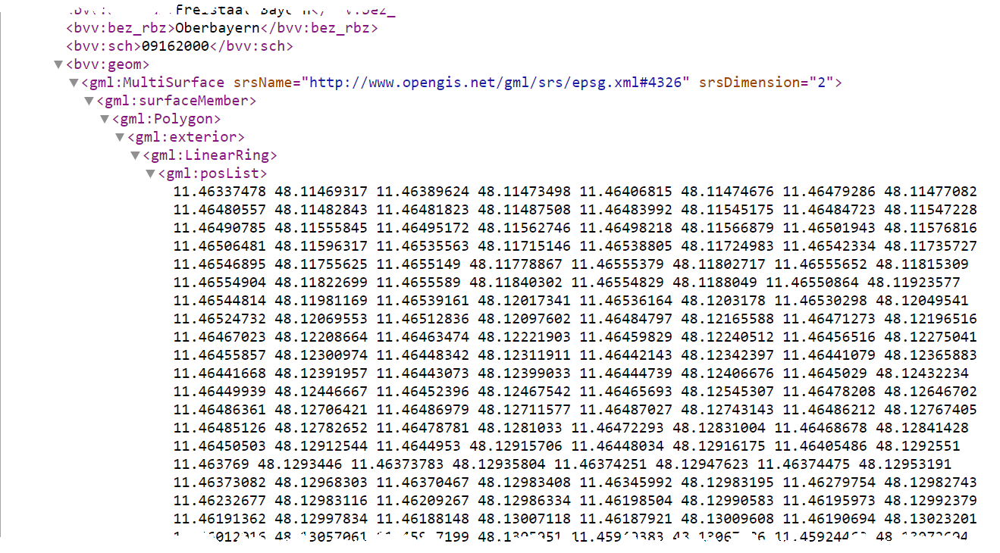 Freistaat Bayern
<bvv:bez_rbz>Oberbayern</bvv:bez_rbz>
<bvv:sch>09162000</bvv:sch>
▼<bvv:geom>
▼<gml:MultiSurface srsName="http://www.opengis.net/gml/srs/epsg.xml#4326" srsDimension="2">
▼<gml:surfaceMember>
▼<gml:Polygon>
▼<gml:exterior>
▼<gml:LinearRing>
▼<gml:posList>
11.46337478 48.11469317 11.46389624 48.11473498 11.46406815 48.11474676 11.46479286 48.11477082
11.46480557 48.11482843 11.46481823 48.11487508 11.46483992 48.11545175 11.46484723 48.11547228
11.46490785 48.11555845 11.46495172 48.11562746 11.46498218 48.11566879 11.46501943 48.11576816
11.46506481 48.11596317 11.46535563 48.11715146 11.46538805 48.11724983 11.46542334 48.11735727
11.46546895 48.11755625 11.4655149 48.11778867 11.46555379 48.11802717 11.46555652 48.11815309
11.46554904 48.11822699 11.4655589 48.11840302 11.46554829 48.1188049 11.46550864 48.11923577
11.46544814 48.11981169 11.46539161 48.12017341 11.46536164 48.1203178 11.46530298 48.12049541
11.46524732 48.12069553 11.46512836 48.12097602 11.46484797 48.12165588 11.46471273 48.12196516
11.46467023 48.12208664 11.46463474 48.12221903 11.46459829 48.12240512 11.46456516 48.12275041
11.46455857 48.12300974 11.46448342 48.12311911 11.46442143 48.12342397 11.46441079 48.12365883
11.46441668 48.12391957 11.46443073 48.12399033 11.46444739 48.12406676 11.4645029 48.12432234
11.46449939 48.12446667 11.46452396 48.12467542 11.46465693 48.12545307 11.46478208 48.12646702
11.46486361 48.12706421 11.46486979 48.12711577 11.46487027 48.12743143 11.46486212 48.12767405
11.46485126 48.12782652 11.46478781 48.1281033 11.46472293 48.12831004 11.46468678 48.12841428
11.46450503 48.12912544 11.4644953 48.12915706 11.46448034 48.12916175 11.46405486 48.1292551
11.463769 48.1293446 11.46373783 48.12935804 11.46374251 48.12947623 11.46374475 48.12953191
11.46373082 48.12968303 11.46370467 48.12983408 11.46345992 48.12983195 11.46279754 48.12982743
11.46232677 48.12983116 11.46209267 48.12986334 11.46198504 48.12990583 11.46195973 48.12992379
11.46191362 48.12997834 11.46188148 48.13007118 11.46187921 48.13009608 11.46190694 48.13023201
48.13057061